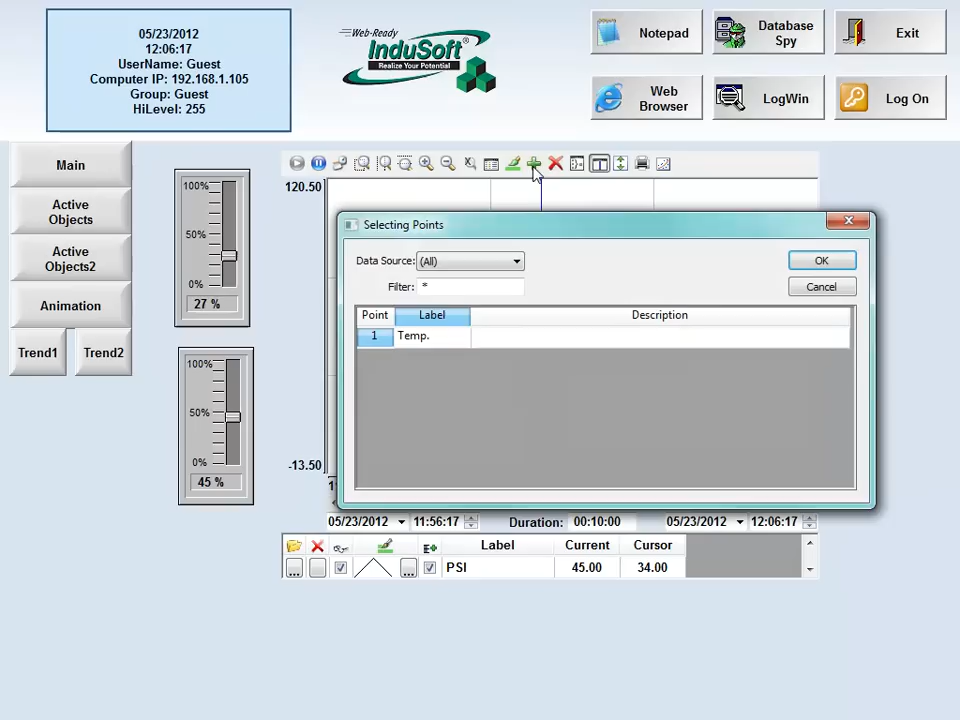 05/23/2012
12:06:17
UserName: Guest
Computer IP: 192.168.1.105
Group: Guest
HiLevel: 255
Web-Ready
InduSoft
Realize Your Potential
Notepad
Database Spy
Exit
Web Browser
LogWin
Log On
Main
Active Objects
Active Objects2
Animation
Trend1
Trend2
100%
50%
0%
27 %
100%
50%
0%
45 %
120.50
-13.50
Selecting Points
Data Source: (All)
OK
Filter: *
Cancel
Point Label Description
1 Temp.
05/23/2012 11:56:17 Duration: 00:10:00 05/23/2012 12:06:17
Label Current Cursor
... ... PSI 45.00 34.00